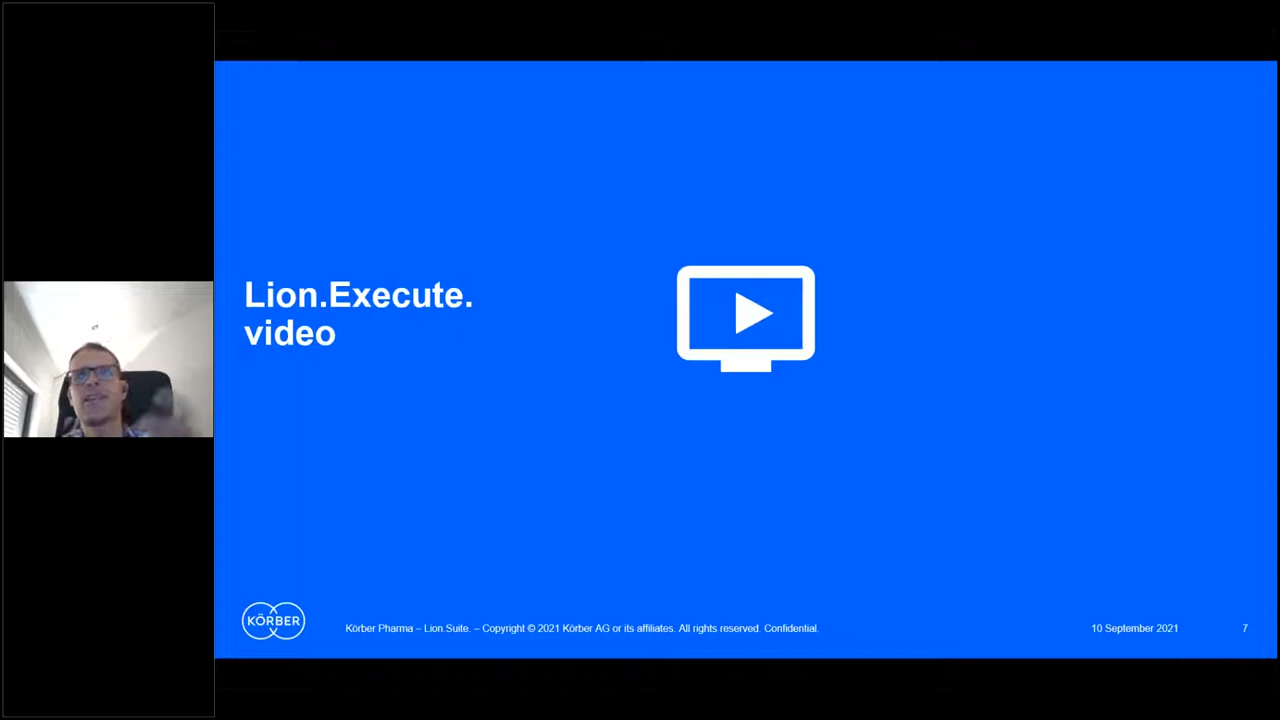 Lion.Execute.
video
KÖRBER
Körber Pharma – Lion.Suite. – Copyright © 2021 Körber AG or its affiliates. All rights reserved. Confidential.
10 September 2021
7